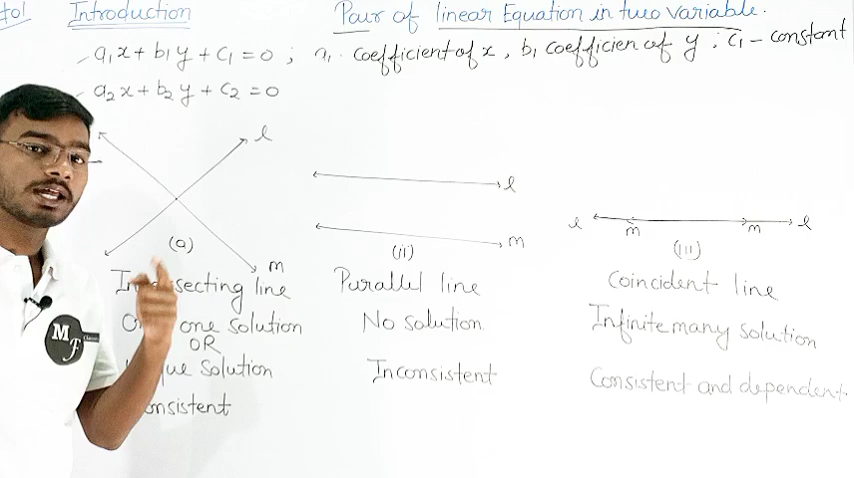 Introduction
Pair of linear Equation in two variable.
a₁x + b₁y + c₁ = 0 ; a₁ · coefficient of x , b₁ coefficien of y ; c₁ - constant
a₂x + b₂y + c₂ = 0
l
m
(a)
l
m
(ii)
l m m l
(iii)
secting line
one solution
OR
que solution
onsistent
Parallel line
No solution
Inconsistent
Coincident line
Infinite many solution
Consistent and dependent
M
F